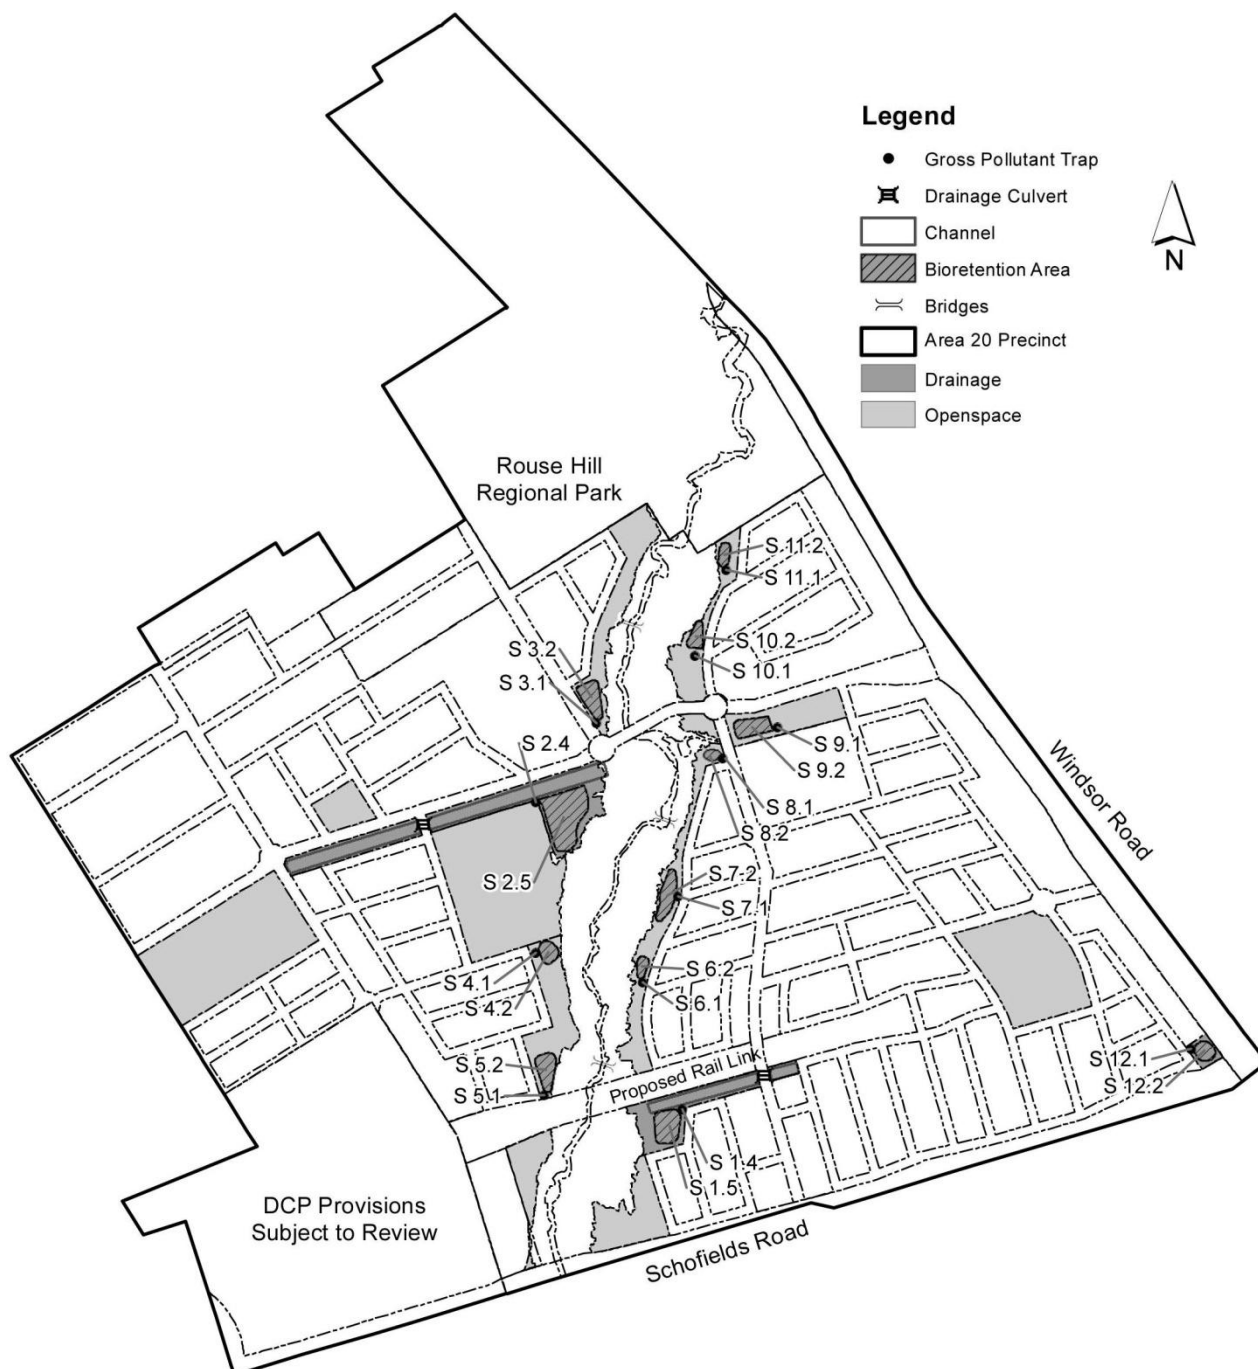 Legend
Gross Pollutant Trap
Drainage Culvert
Channel
Bioretention Area
Bridges
Area 20 Precinct
Drainage
Openspace
N
Rouse Hill
Regional Park
S 11.2
S 11.1
S 10.2
S 10.1
S 3.2
S 3.1
S 2.4
S 9.1
S 9.2
S 8.1
S 8.2
Windsor Road
S 2.5
S 7.2
S 7.1
S 6.2
S 6.1
S 4.1
S 4.2
S 5.2
S 5.1
Proposed Rail Link
S 12.1
S 12.2
S 1.4
S 1.5
DCP Provisions
Subject to Review
Schofields Road